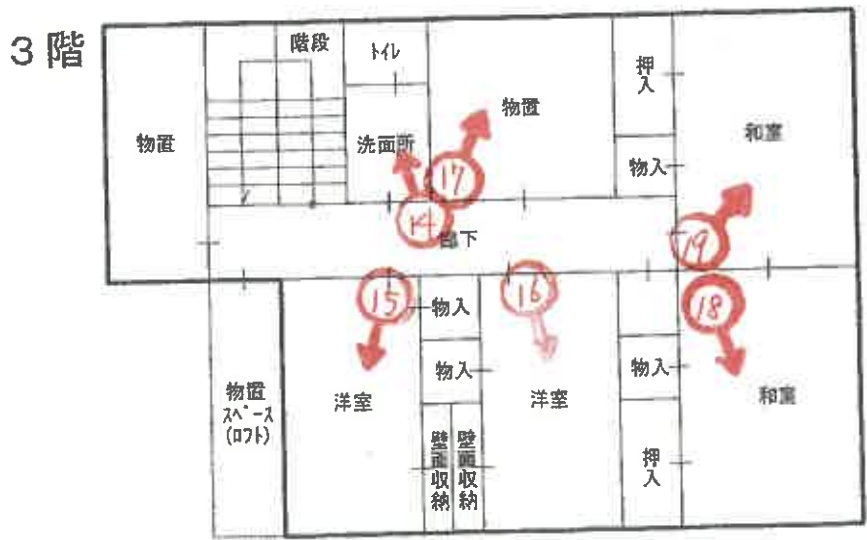 3階
階段
トイレ
物置
押入
物置
洗面所
和室
物入
17
14
廊下
19
15
物入
16
18
物入
物入
物置
スペース
(ロフト)
洋室
洋室
和室
壁面収納
壁面収納
押入